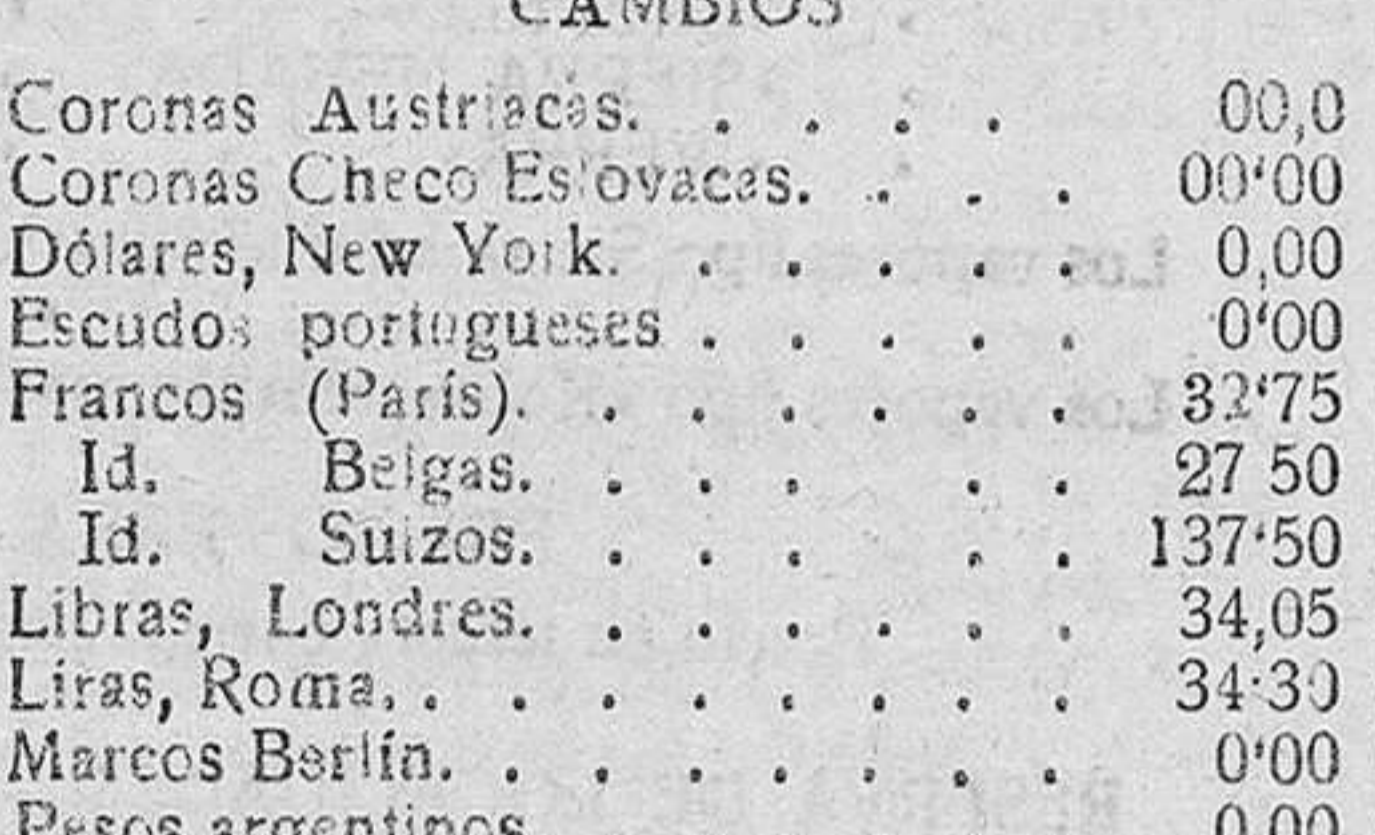 CAMBIOS
Coronas Austriacas. . . . . 00,0
Coronas Checo Eslovacas. . . . 00‘00
Dólares, New York. . . . . . 0,00
Escudos portugueses . . . . . 0‘00
Francos (París). . . . . . . 32‘75
Id. Belgas. . . . . . 27 50
Id. Suizos. . . . . . 137‘50
Libras, Londres. . . . . . . 34,05
Liras, Roma. . . . . . . . . 34·30
Marcos Berlín. . . . . . . . 0‘00
Pesos argentinos. . . . . . . 0,00